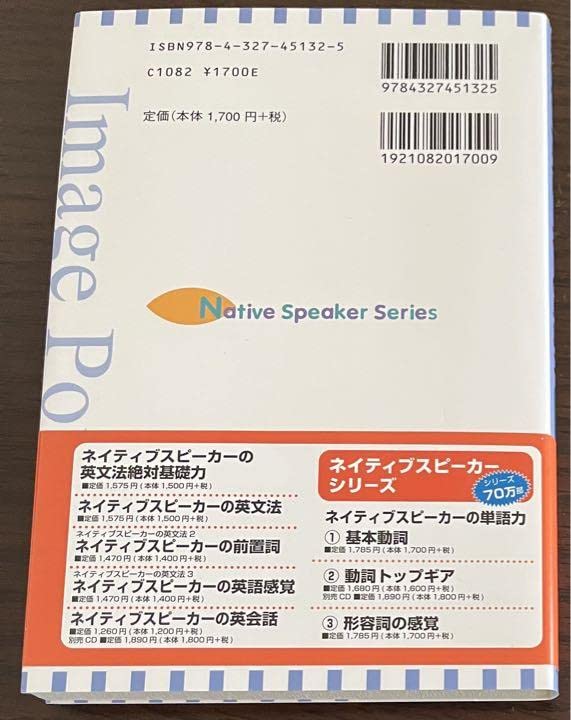 ISBN978-4-327-45132-5
C1082 ¥1700E
定価（本体 1,700 円＋税）
9784327451325
1921082017009
Image Po
Native Speaker Series
ネイティブスピーカーの
英文法絶対基礎力
■定価 1,575 円 ( 本体 1,500 円＋税 )
ネイティブスピーカーの英文法
■定価 1,575 円 ( 本体 1,500 円＋税 )
ネイティブスピーカーの英文法 2
ネイティブスピーカーの前置詞
■定価 1,470 円 ( 本体 1,400 円＋税 )
ネイティブスピーカーの英文法 3
ネイティブスピーカーの英語感覚
■定価 1,470 円 ( 本体 1,400 円＋税 )
ネイティブスピーカーの英会話
■定価 1,260 円 ( 本体 1,200 円＋税 )
別売 CD ■定価 1,890 円 ( 本体 1,800 円＋税 )
ネイティブスピーカー
シリーズ
シリーズ
70万部
ネイティブスピーカーの単語力
① 基本動詞
■定価 1,785 円 ( 本体 1,700 円＋税 )
② 動詞トップギア
■定価 1,680 円 ( 本体 1,600 円＋税 )
別売 CD ■定価 1,890 円 ( 本体 1,800 円＋税 )
③ 形容詞の感覚
■定価 1,785 円 ( 本体 1,700 円＋税 )